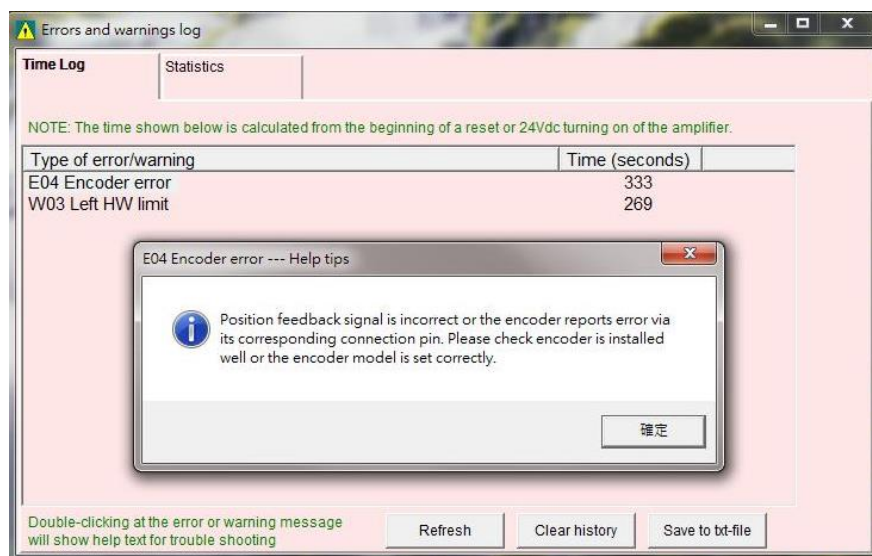 Errors and warnings log
Time Log
Statistics
NOTE: The time shown below is calculated from the beginning of a reset or 24Vdc turning on of the amplifier.
Type of error/warning Time (seconds)
E04 Encoder error 333
W03 Left HW limit 269
E04 Encoder error --- Help tips
Position feedback signal is incorrect or the encoder reports error via
its corresponding connection pin. Please check encoder is installed
well or the encoder model is set correctly.
確定
Double-clicking at the error or warning message
will show help text for trouble shooting
Refresh
Clear history
Save to txt-file